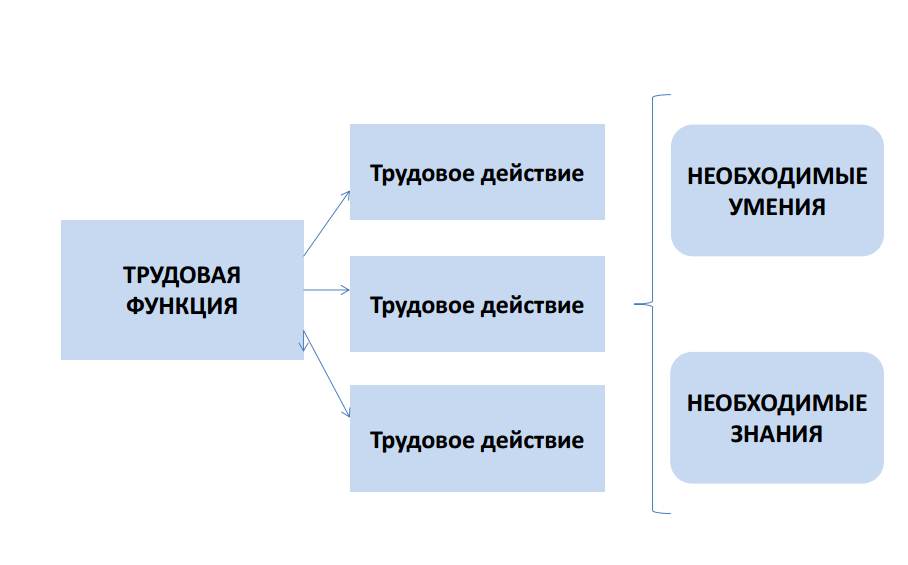 ТРУДОВАЯ
ФУНКЦИЯ
Трудовое действие
Трудовое действие
Трудовое действие
НЕОБХОДИМЫЕ
УМЕНИЯ
НЕОБХОДИМЫЕ
ЗНАНИЯ